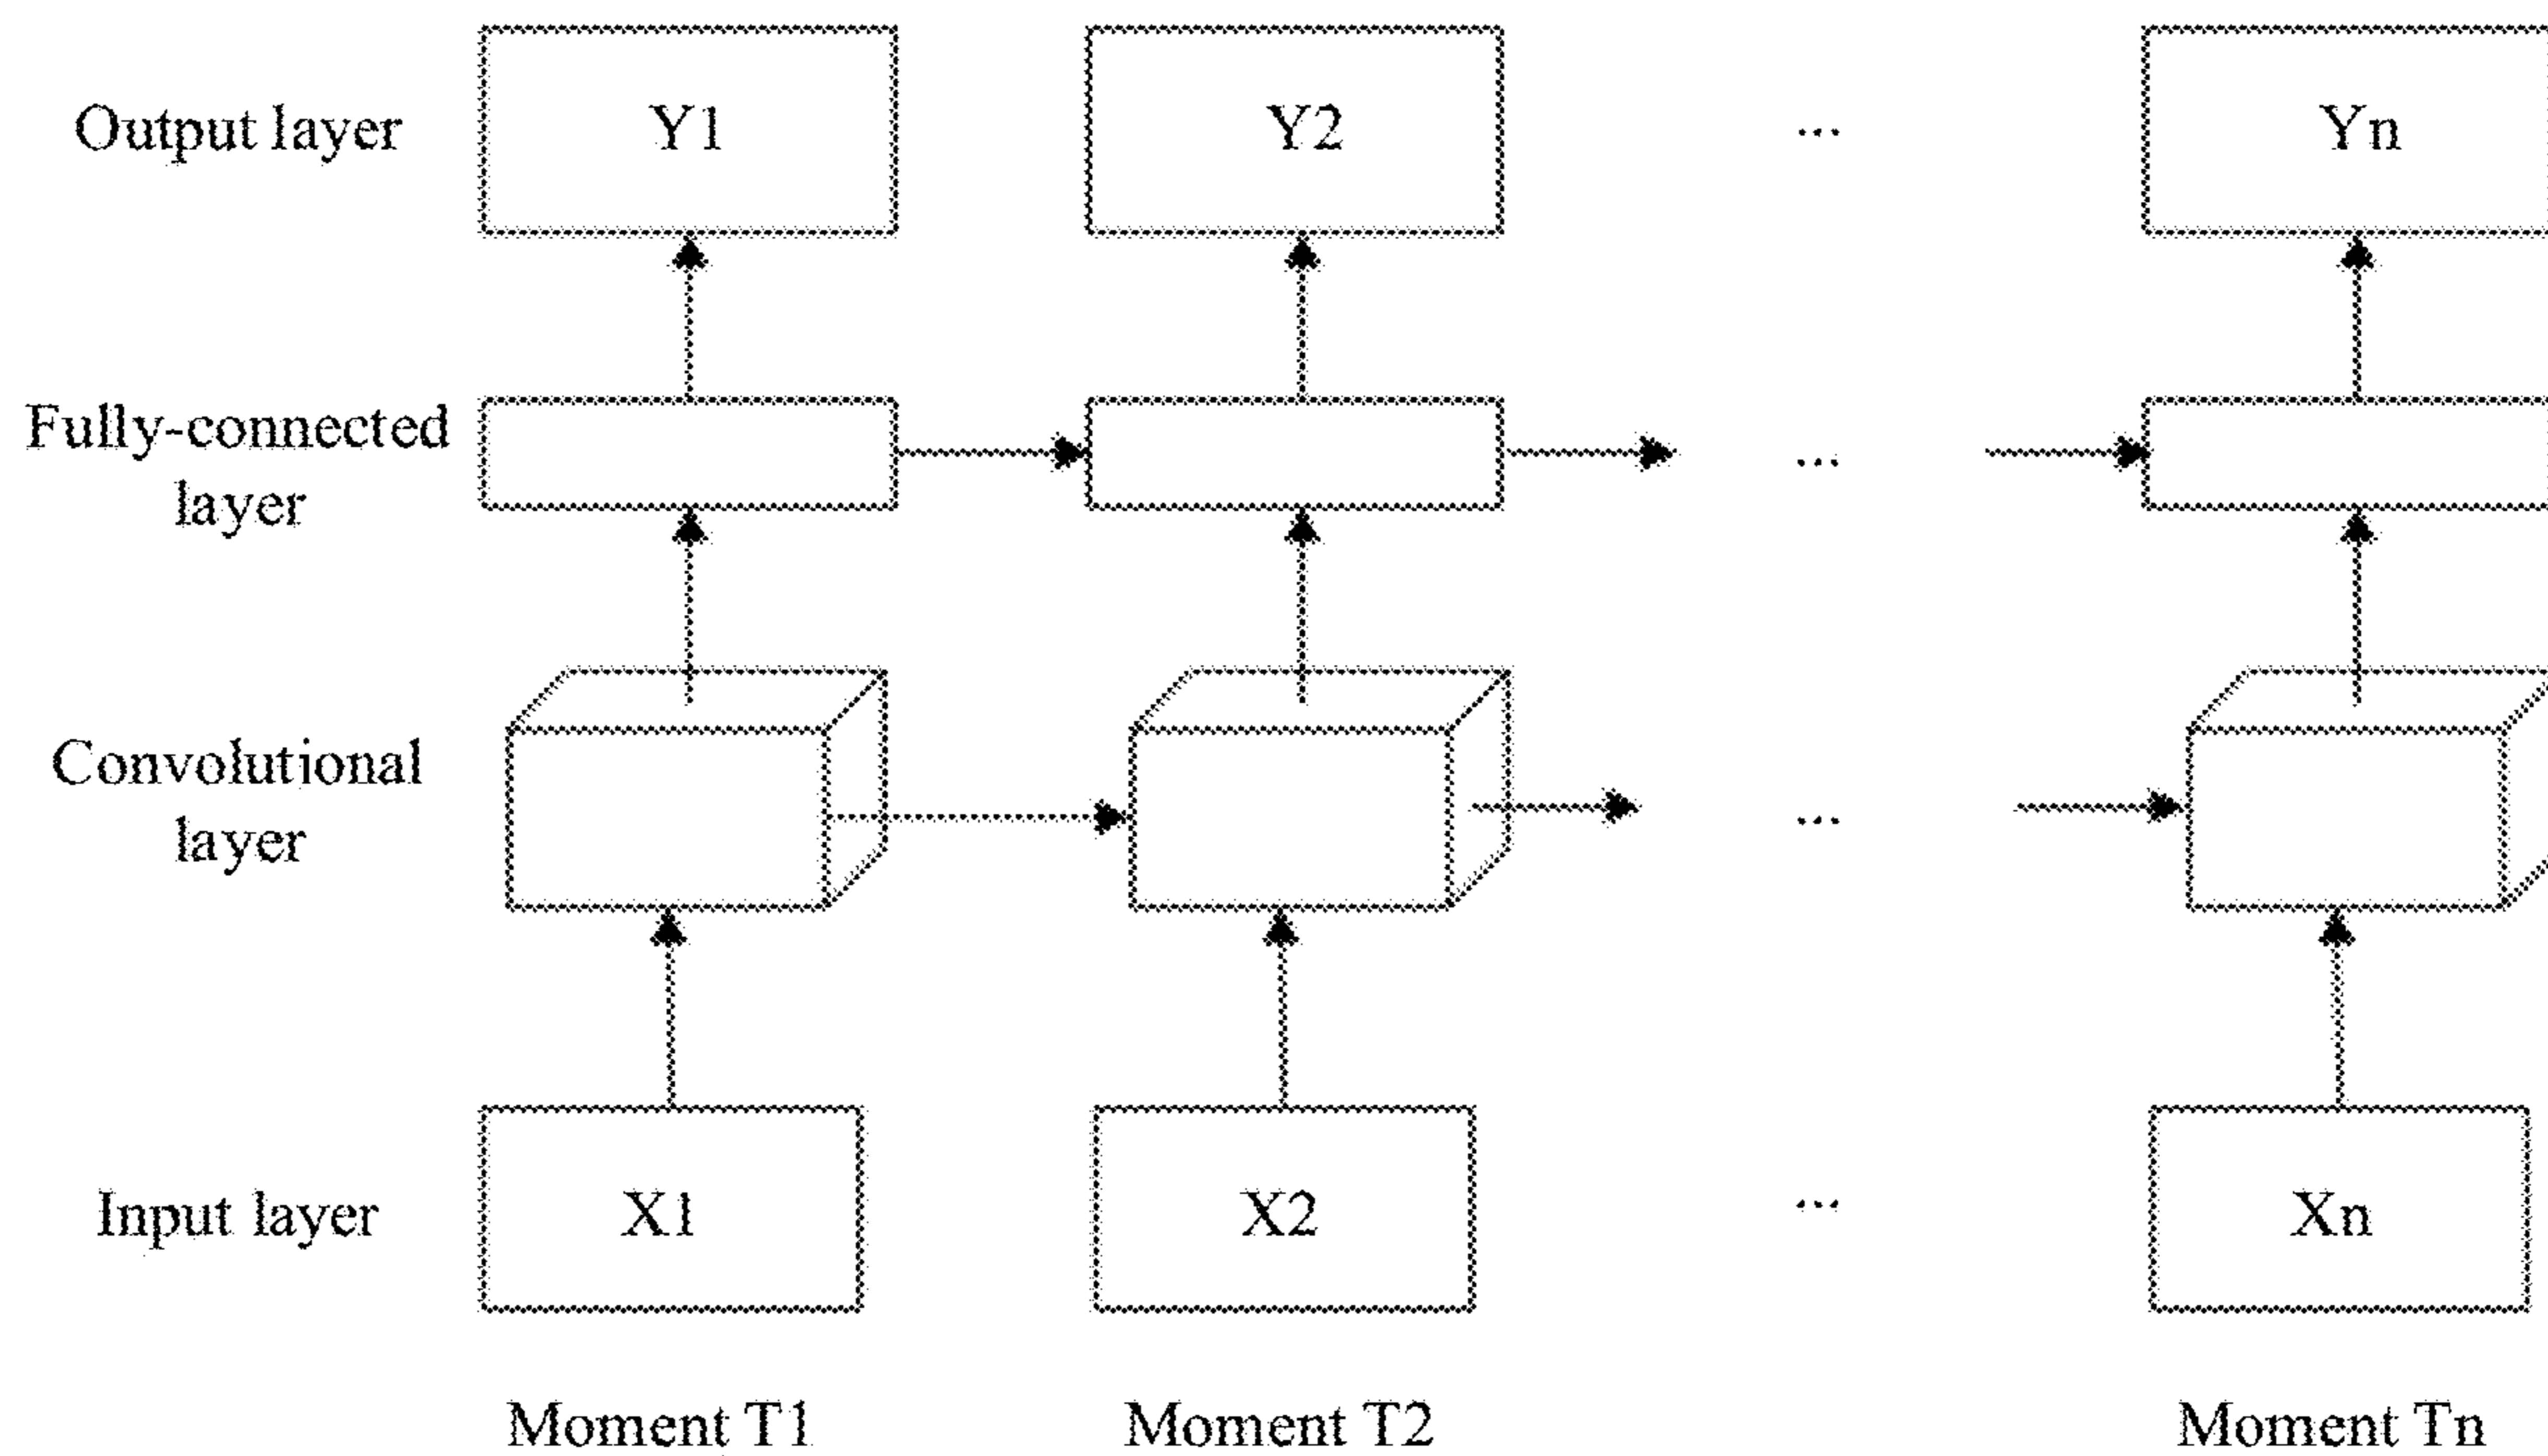 Output layer
Y1
Y2
...
Yn
Fully-connected
layer
...
Convolutional
layer
...
Input layer
X1
X2
...
Xn
Moment T1
Moment T2
Moment Tn